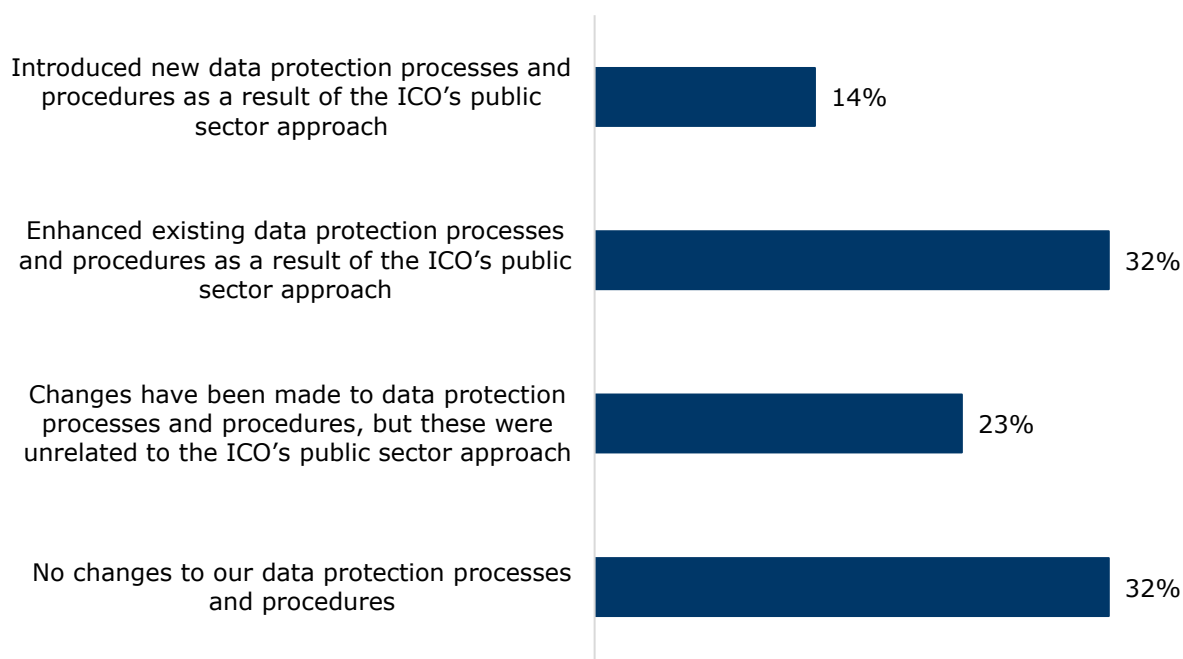 Introduced new data protection processes and
procedures as a result of the ICO’s public
sector approach
14%
Enhanced existing data protection processes
and procedures as a result of the ICO’s public
sector approach
32%
Changes have been made to data protection
processes and procedures, but these were
unrelated to the ICO’s public sector approach
23%
No changes to our data protection processes
and procedures
32%